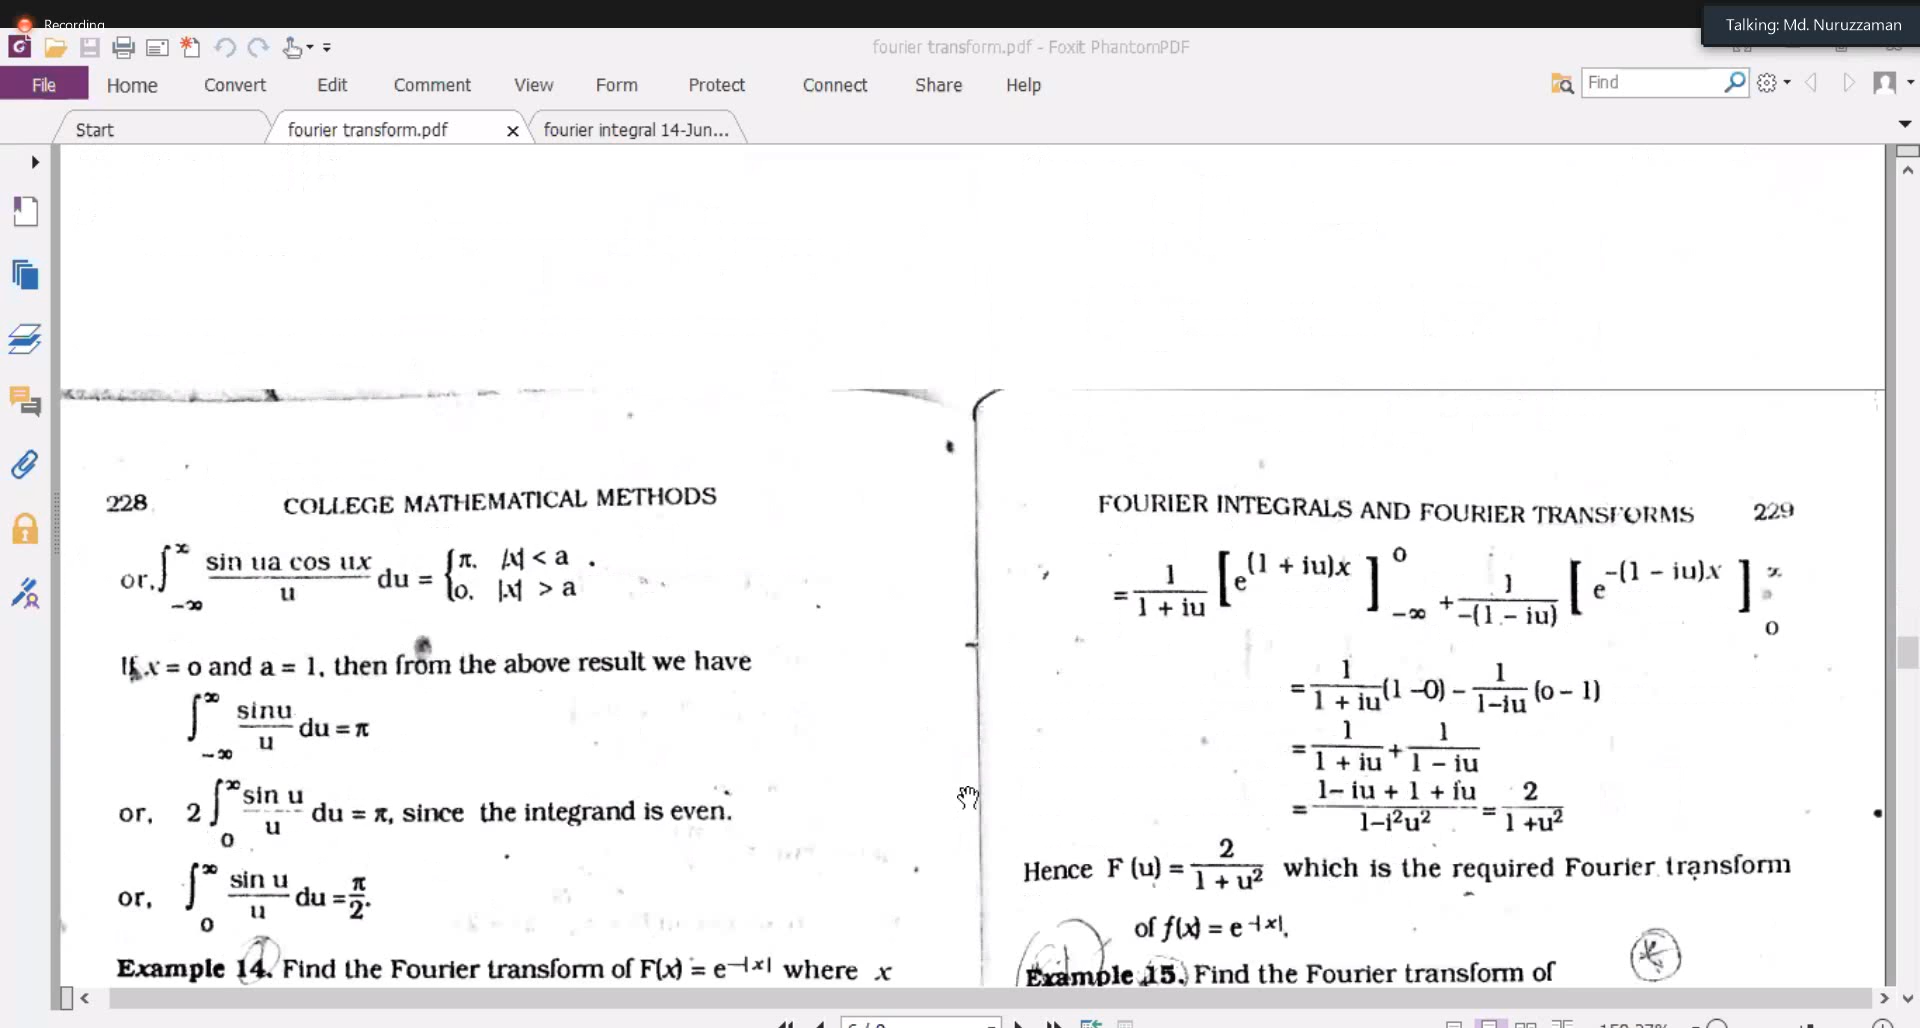 Recording
Talking: Md. Nuruzzaman
fourier transform.pdf - Foxit PhantomPDF
File Home Convert Edit Comment View Form Protect Connect Share Help
Find
Start
fourier transform.pdf
fourier integral 14-Jun...
228 COLLEGE MATHEMATICAL METHODS
or, ∫_{-∞}^{∞} (sin ua cos ux)/u du = { π, |x| < a
o, |x| > a
If x = o and a = 1, then from the above result we have
∫_{-∞}^{∞} sinu/u du = π
or, 2 ∫_0^∞ sin u/u du = π, since the integrand is even.
or, ∫_0^∞ sin u/u du = π/2.
Example 14. Find the Fourier transform of F(x) = e^{-|x|} where x
FOURIER INTEGRALS AND FOURIER TRANSFORMS 229
= 1/(1 + iu) [e^{(1 + iu)x}]_{-∞}^{0} + 1/(-(1 - iu)) [e^{-(1 - iu)x}]_0^∞
= 1/(1 + iu) (1 -0) - 1/(1-iu) (o - 1)
= 1/(1 + iu) + 1/(1 - iu)
= (1- iu + 1 + iu)/(1-i²u²) = 2/(1 +u²)
Hence F (u) = 2/(1 + u²) which is the required Fourier transform
of f(x) = e^{-|x|}.
Example 15. Find the Fourier transform of